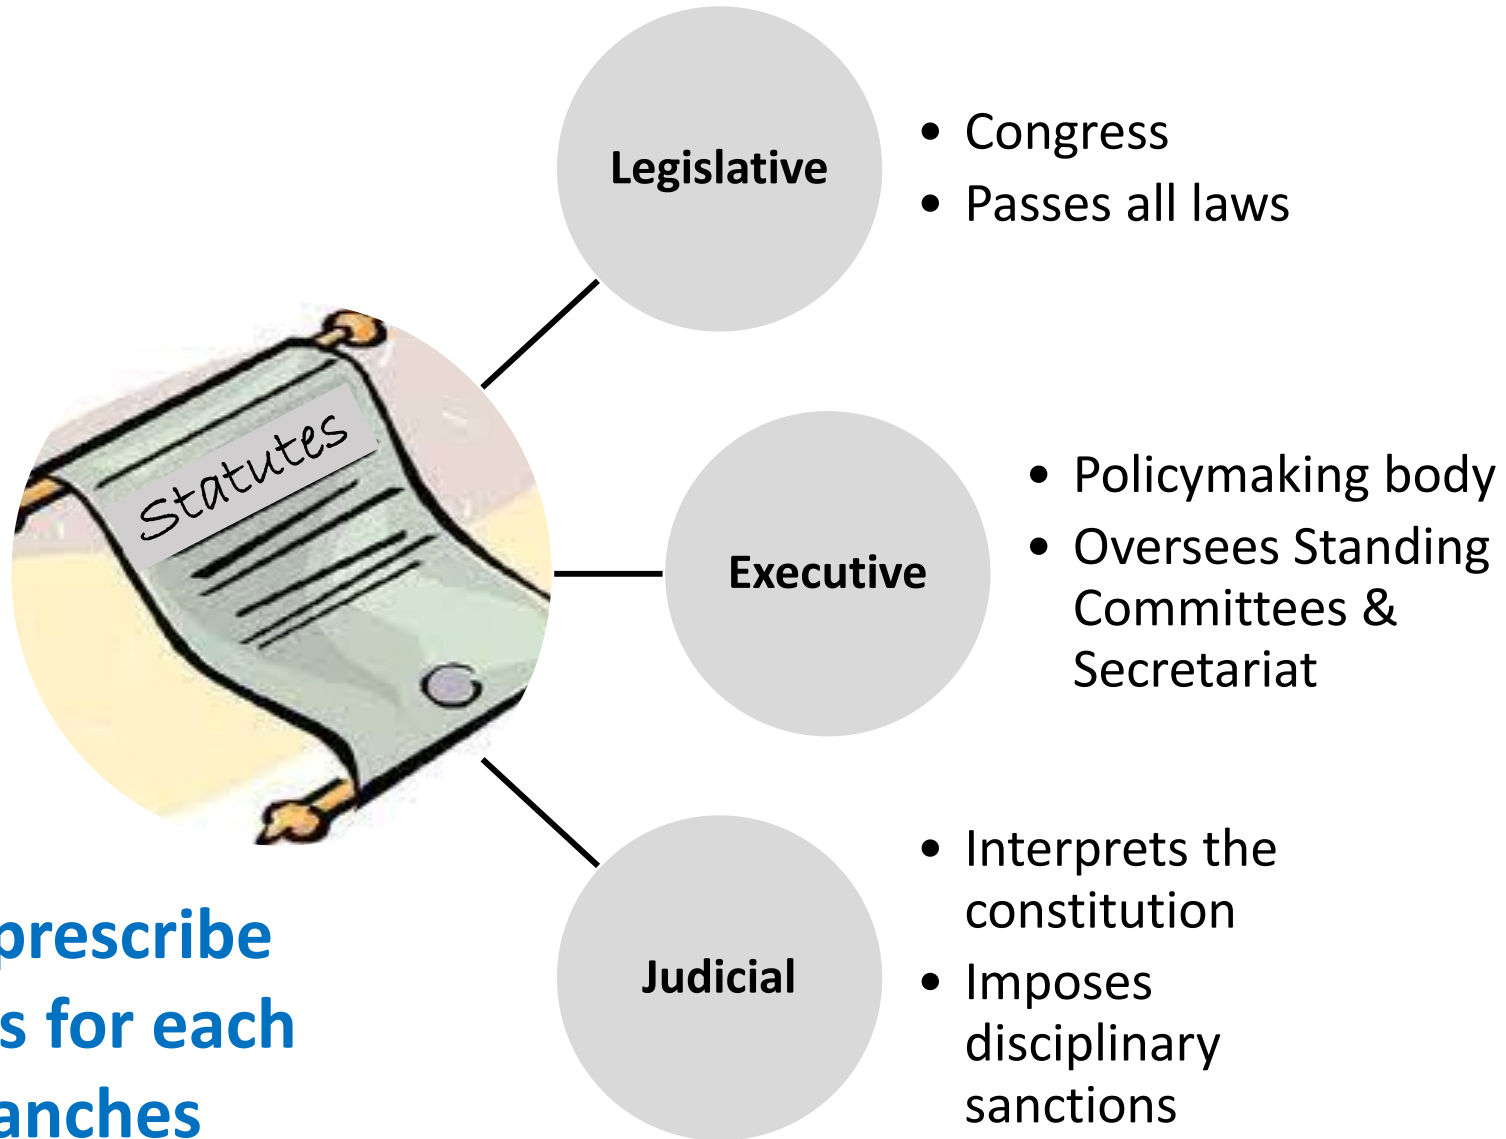 Legislative
• Congress
• Passes all laws
Statutes
Executive
• Policymaking body
• Oversees Standing
Committees &
Secretariat
Judicial
• Interprets the
constitution
• Imposes
disciplinary
sanctions
prescribe
s for each
anches